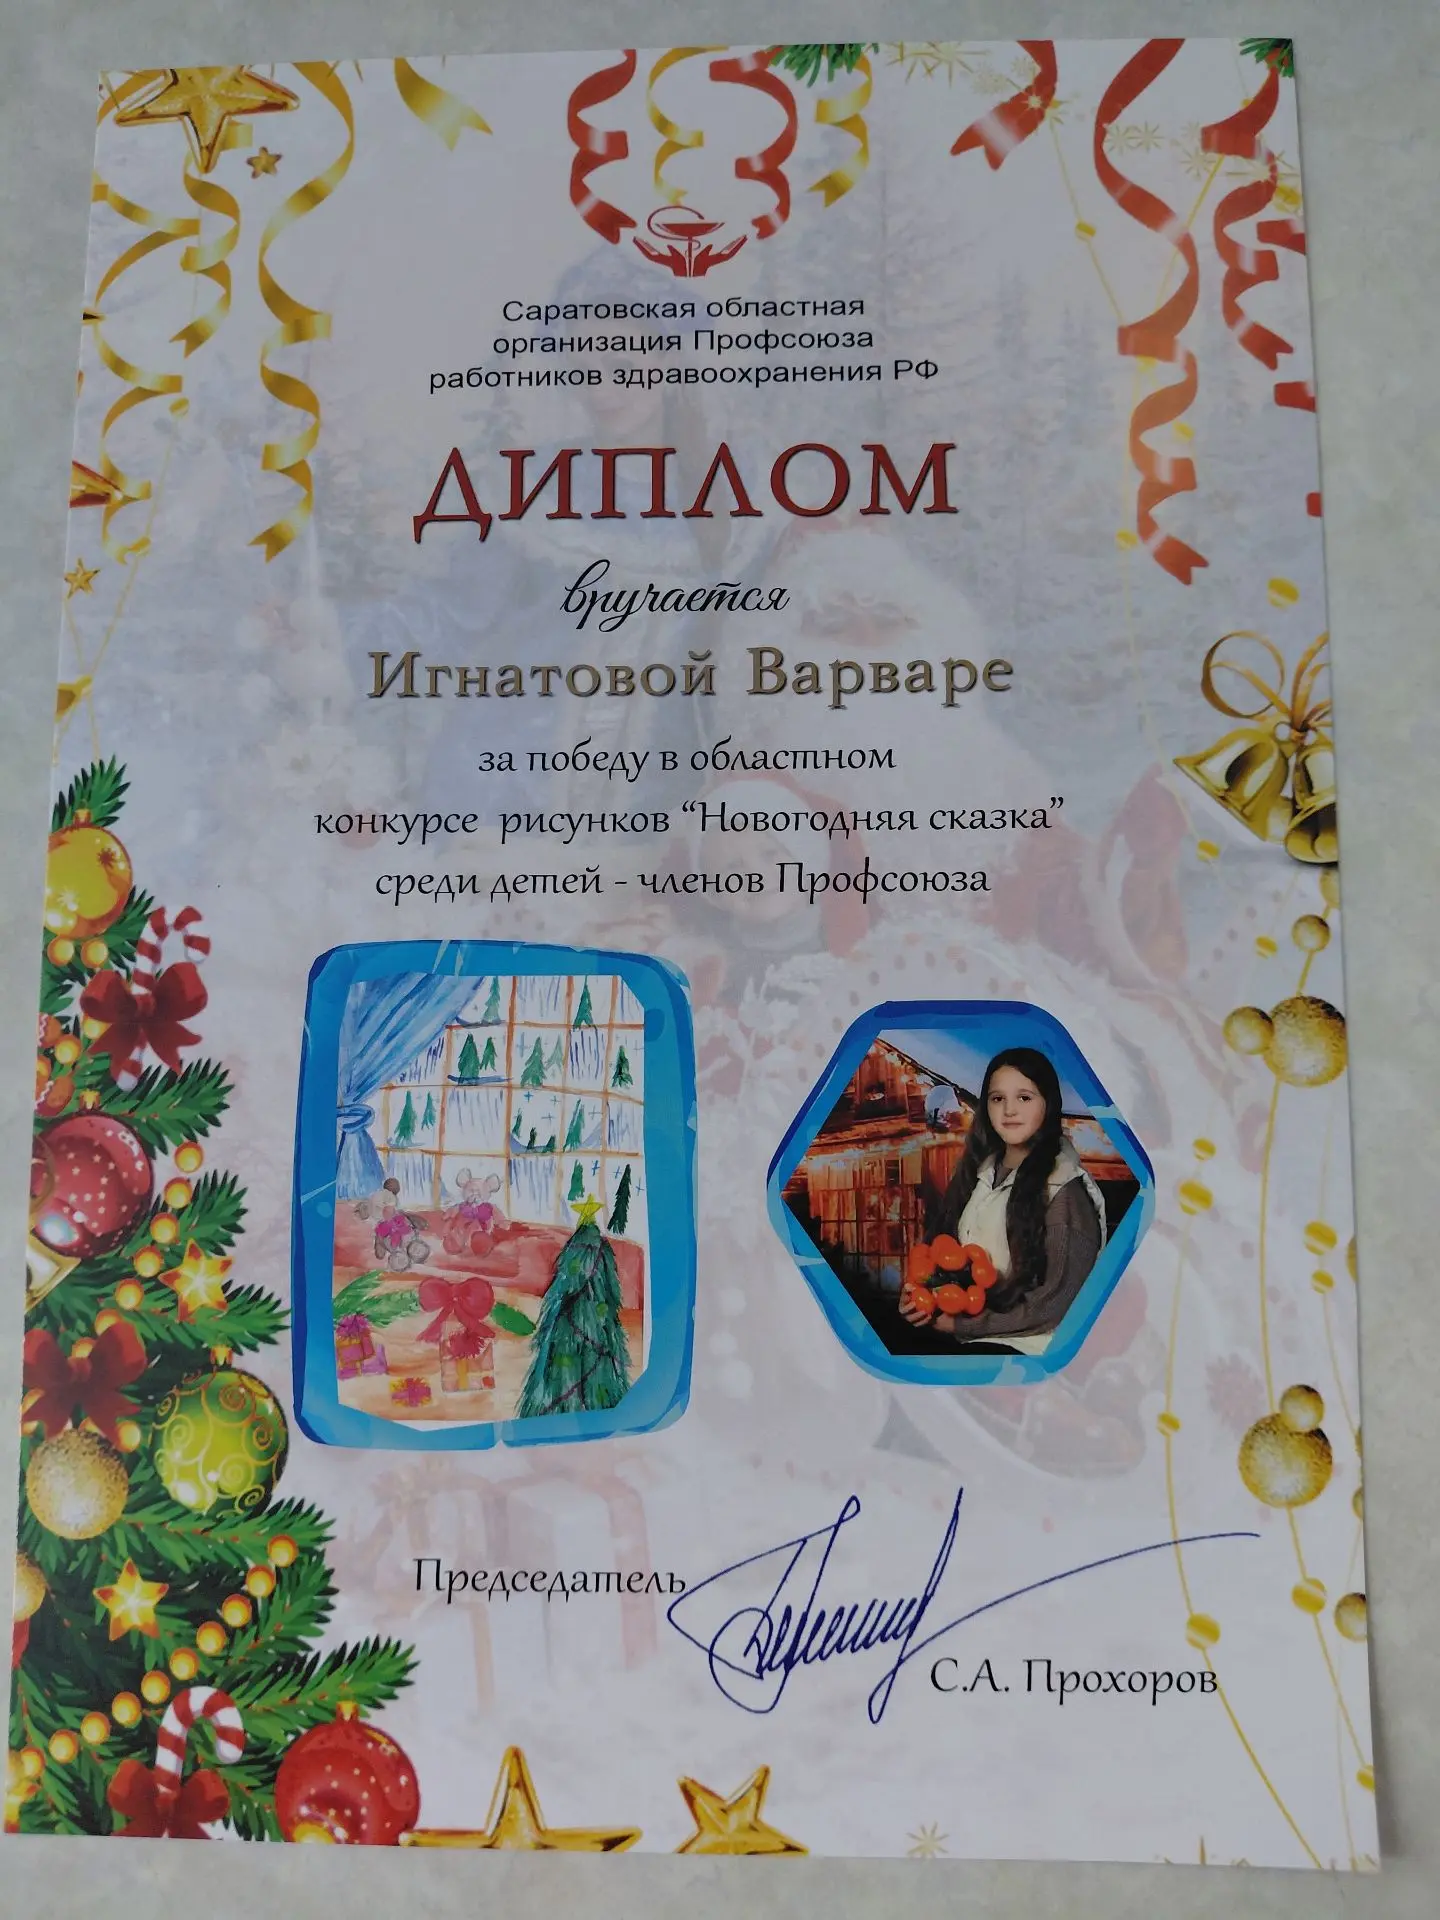 Саратовская областная
организация Профсоюза
работников здравоохранения РФ
ДИПЛОМ
вручается
Игнатовой Варваре
за победу в областном
конкурсе рисунков “Новогодняя сказка”
среди детей - членов Профсоюза
Председатель
С.А. Прохоров